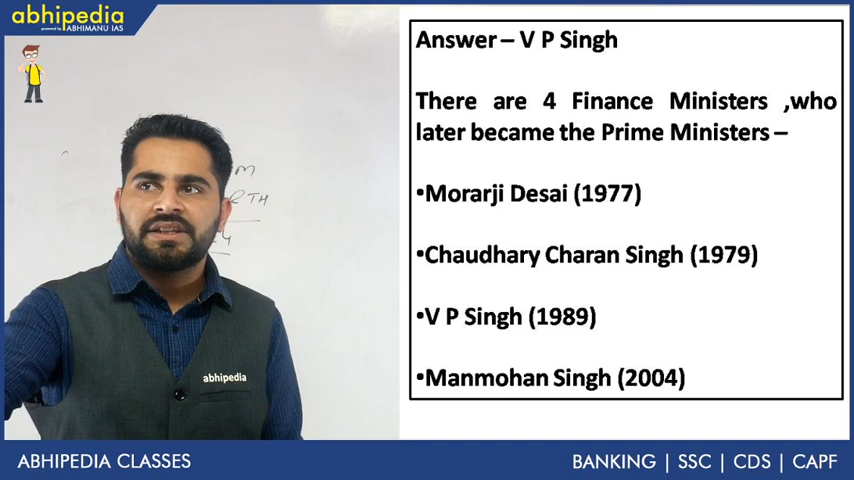 abhipedia
powered by ABHIMANU IAS
Answer – V P Singh
There are 4 Finance Ministers ,who
later became the Prime Ministers –
•Morarji Desai (1977)
•Chaudhary Charan Singh (1979)
•V P Singh (1989)
•Manmohan Singh (2004)
abhipedia
ABHIPEDIA CLASSES
BANKING | SSC | CDS | CAPF